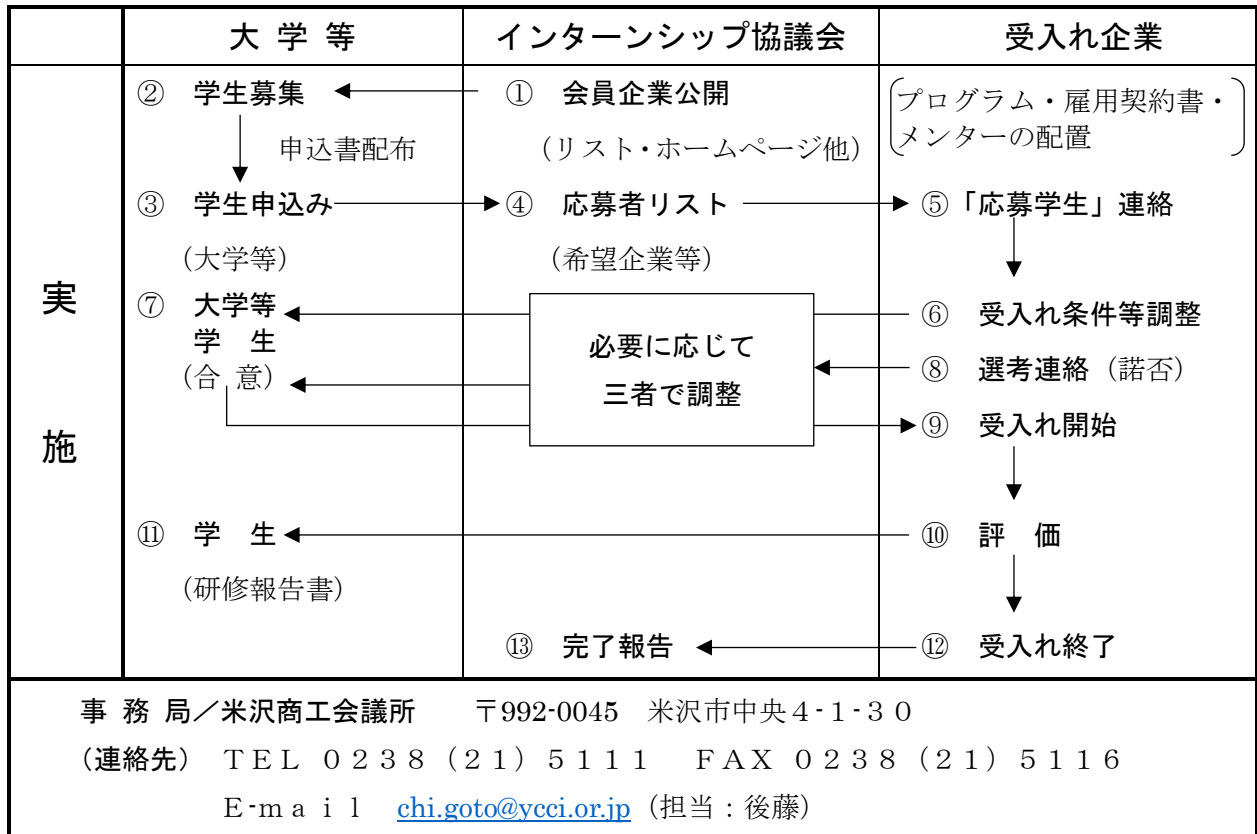 大 学 等 インターンシップ協議会 受入れ企業
実 施
② 学生募集 ① 会員企業公開 プログラム・雇用契約書・
メンターの配置
申込書配布 (リスト・ホームページ他)
③ 学生申込み ④ 応募者リスト ⑤「応募学生」連絡
(大学等) (希望企業等)
⑦ 大学等 ⑥ 受入れ条件等調整
学 生 必要に応じて
(合 意) 三者で調整 ⑧ 選考連絡(諾否)
⑨ 受入れ開始
⑪ 学 生 ⑩ 評 価
(研修報告書)
⑬ 完了報告 ⑫ 受入れ終了
事 務 局/米沢商工会議所 〒992-0045 米沢市中央4-1-30
(連絡先) TEL 0238(21)5111 FAX 0238(21)5116
E-mail chi.goto@ycci.or.jp(担当:後藤)